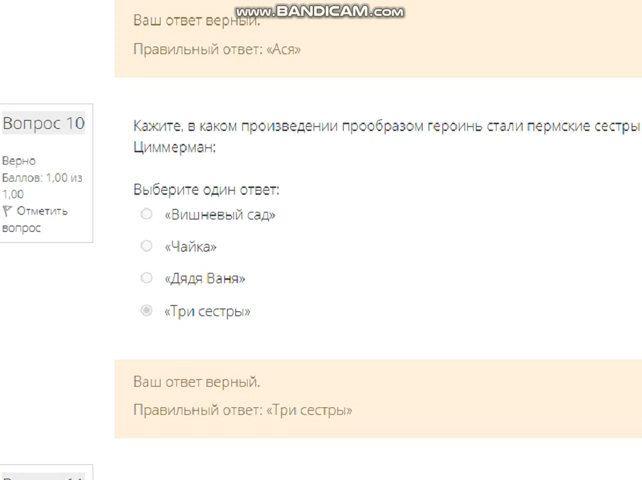 www.BANDICAM.com
Ваш ответ верный.
Правильный ответ: «Ася»
Вопрос 10
Верно
Баллов: 1,00 из
1,00
Отметить
вопрос
Кажите, в каком произведении прообразом героинь стали пермские сестры
Циммерман:
Выберите один ответ:
«Вишневый сад»
«Чайка»
«Дядя Ваня»
«Три сестры»
Ваш ответ верный.
Правильный ответ: «Три сестры»